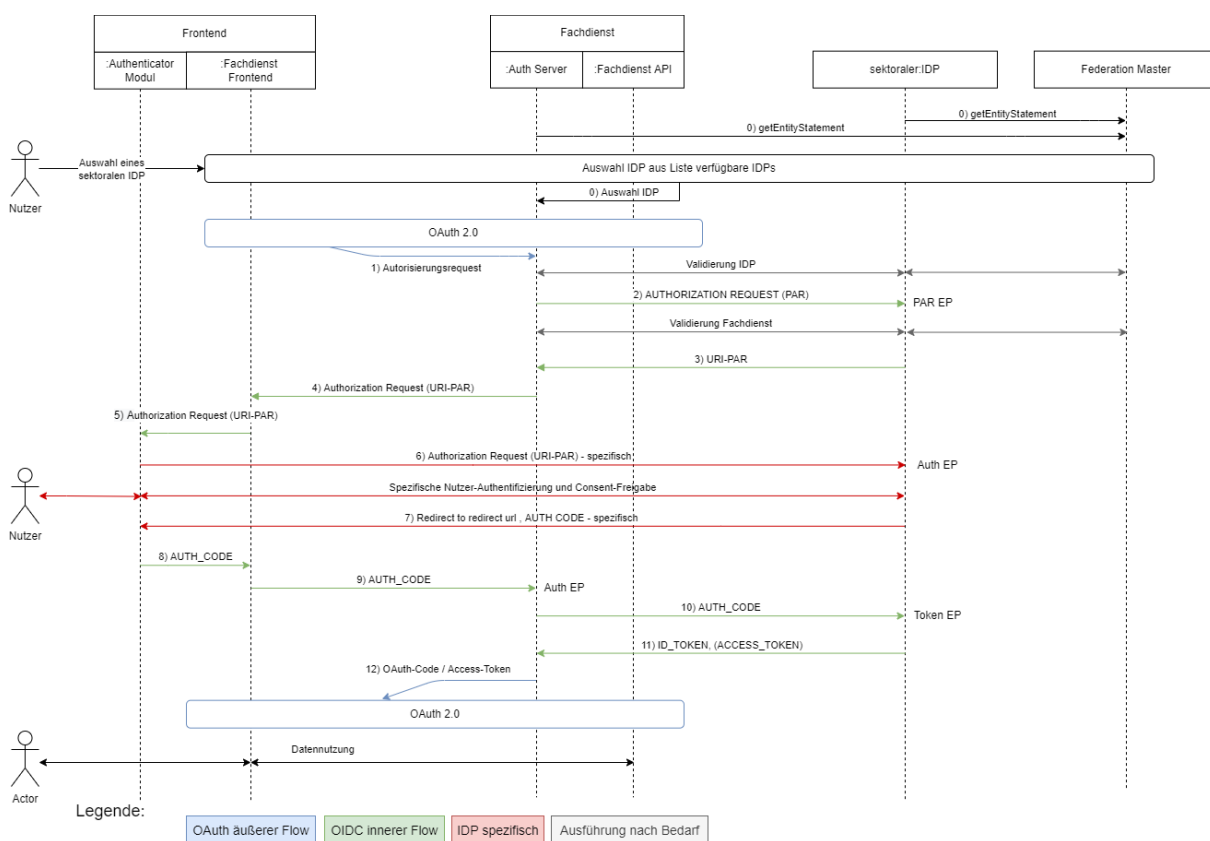 Frontend
Fachdienst
:Authenticator
Modul
:Fachdienst
Frontend
:Auth Server
:Fachdienst API
sektoraler:IDP
Federation Master
0) getEntityStatement
0) getEntityStatement
Auswahl eines
sektoralen IDP
Nutzer
Auswahl IDP aus Liste verfügbare IDPs
0) Auswahl IDP
OAuth 2.0
1) Autorisierungsrequest
Validierung IDP
2) AUTHORIZATION REQUEST (PAR)
PAR EP
Validierung Fachdienst
3) URI-PAR
4) Authorization Request (URI-PAR)
5) Authorization Request (URI-PAR)
6) Authorization Request (URI-PAR) - spezifisch
Auth EP
Spezifische Nutzer-Authentifizierung und Consent-Freigabe
Nutzer
7) Redirect to redirect url , AUTH CODE - spezifisch
8) AUTH_CODE
9) AUTH_CODE
Auth EP
10) AUTH_CODE
Token EP
11) ID_TOKEN, (ACCESS_TOKEN)
12) OAuth-Code / Access-Token
OAuth 2.0
Datennutzung
Actor
Legende:
OAuth äußerer Flow
OIDC innerer Flow
IDP spezifisch
Ausführung nach Bedarf